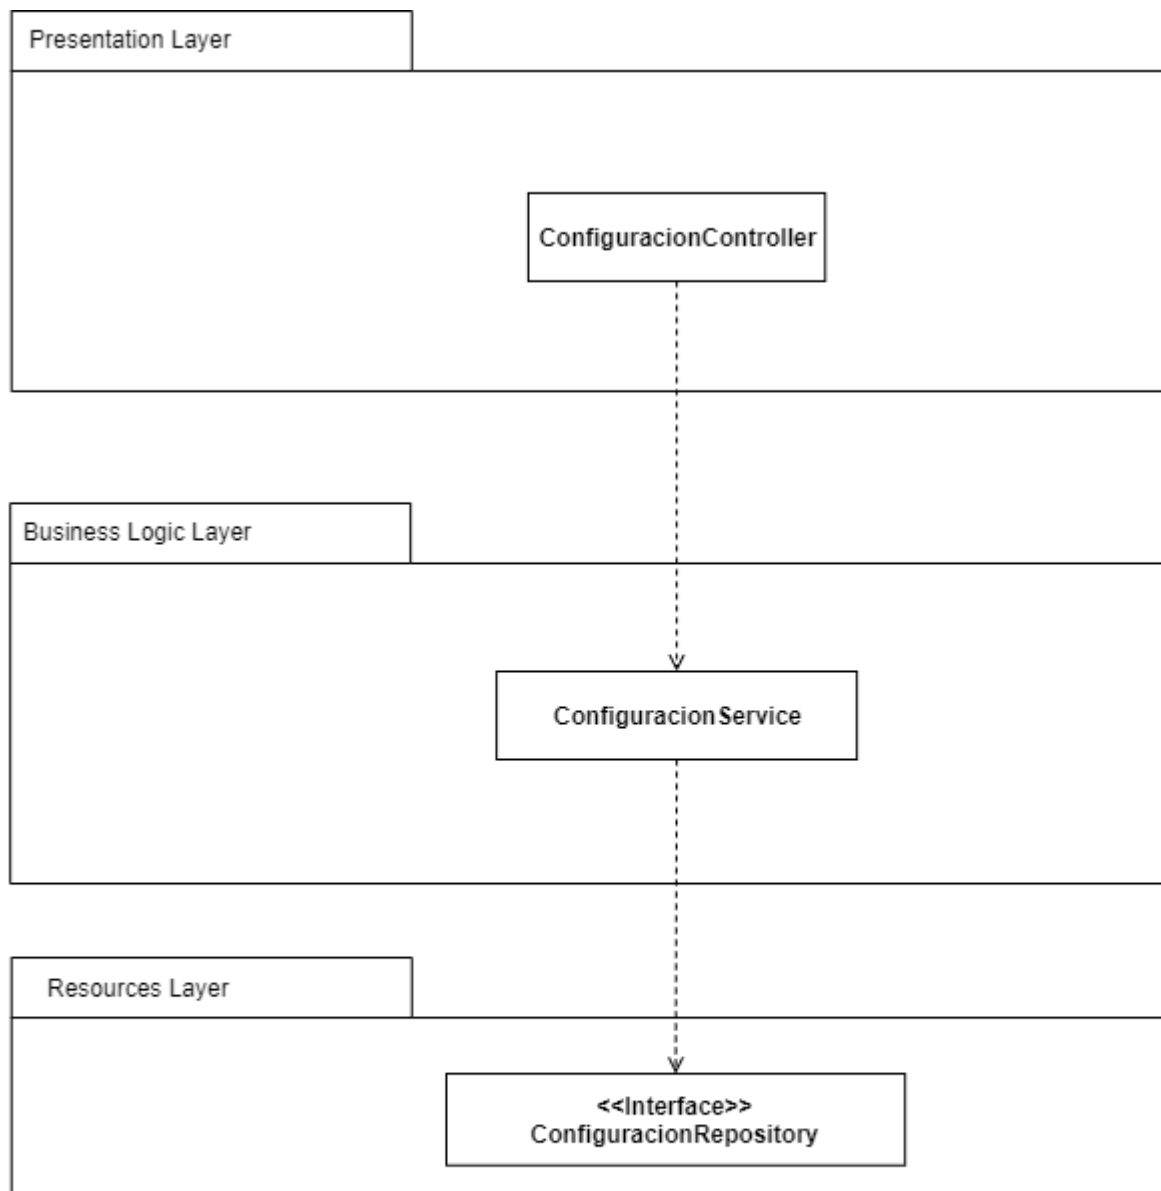 Presentation Layer
ConfiguracionController
Business Logic Layer
ConfiguracionService
Resources Layer
<<Interface>>
ConfiguracionRepository